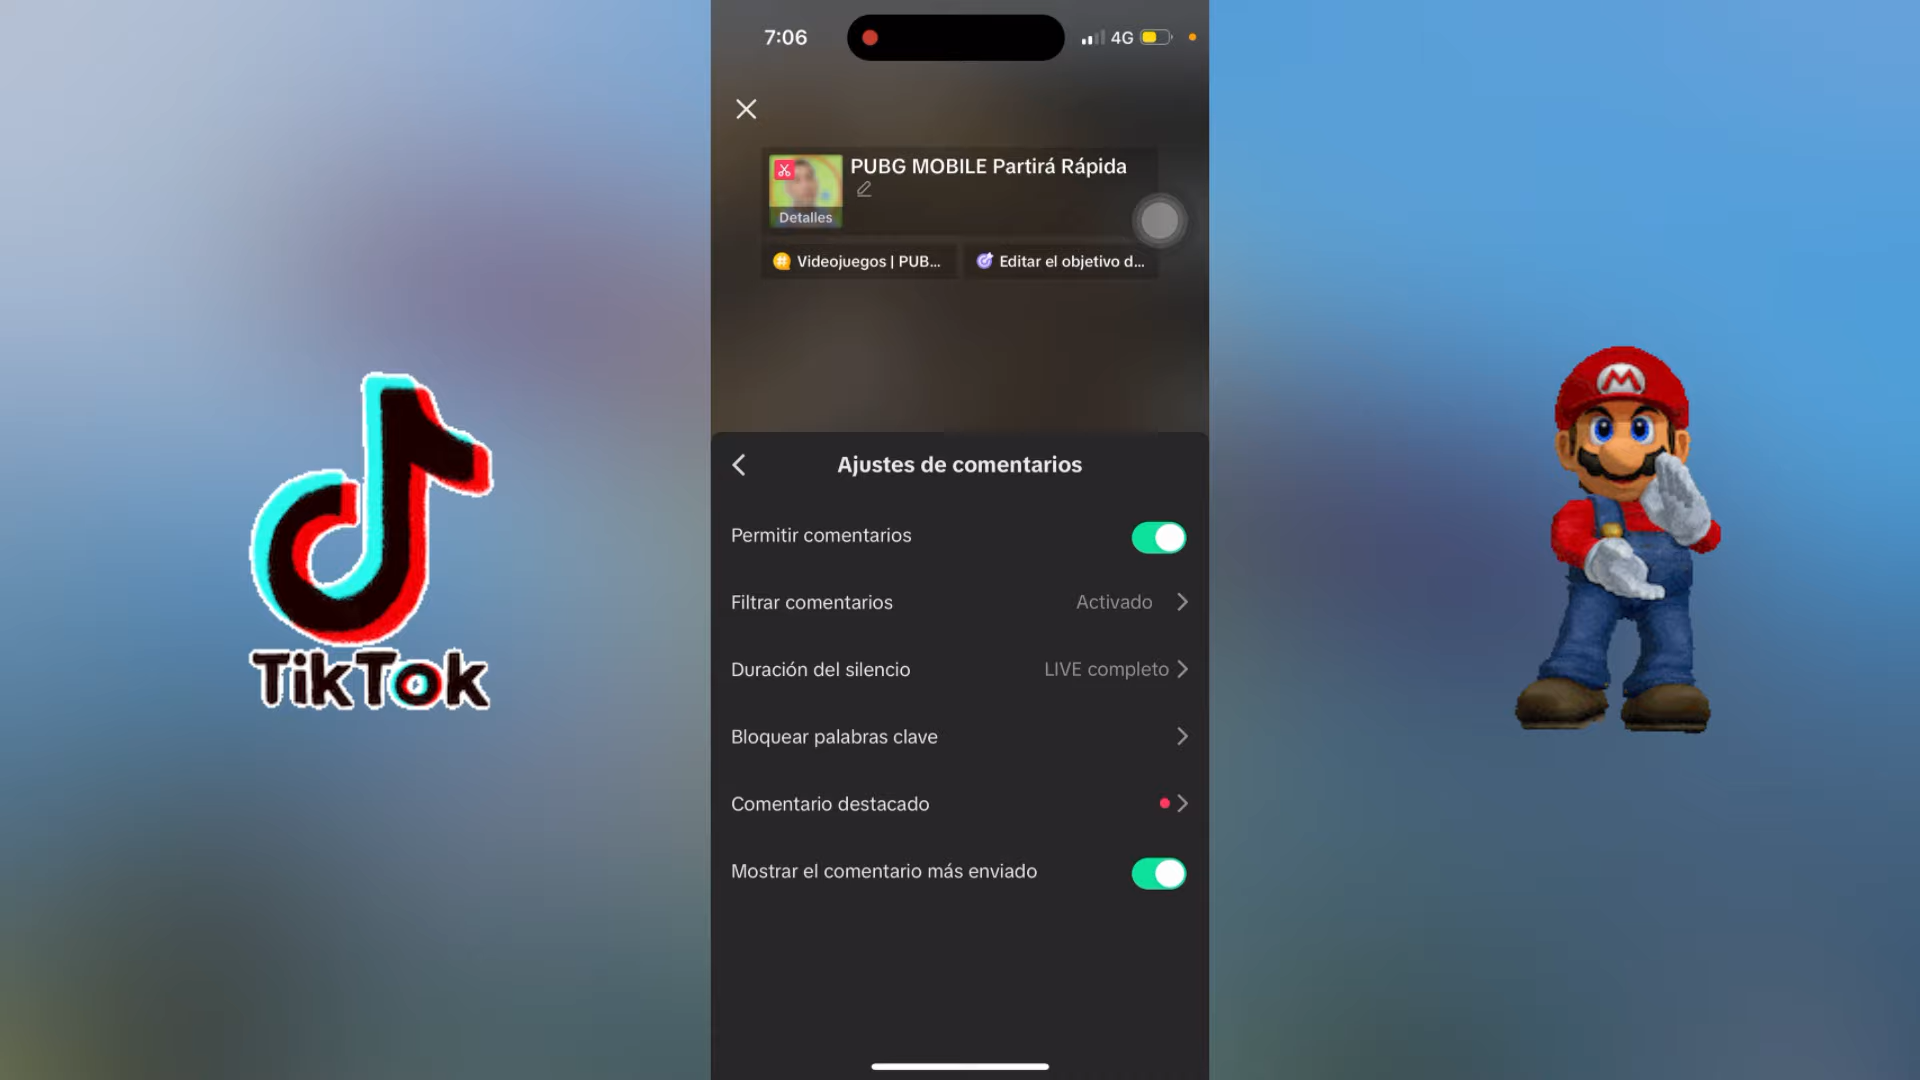 7:06
4G
PUBG MOBILE Partirá Rápida
Detalles
Videojuegos | PUB...
Editar el objetivo d...
Ajustes de comentarios
Permitir comentarios
Filtrar comentarios Activado
Duración del silencio LIVE completo
Bloquear palabras clave
Comentario destacado
Mostrar el comentario más enviado
TikTok
M